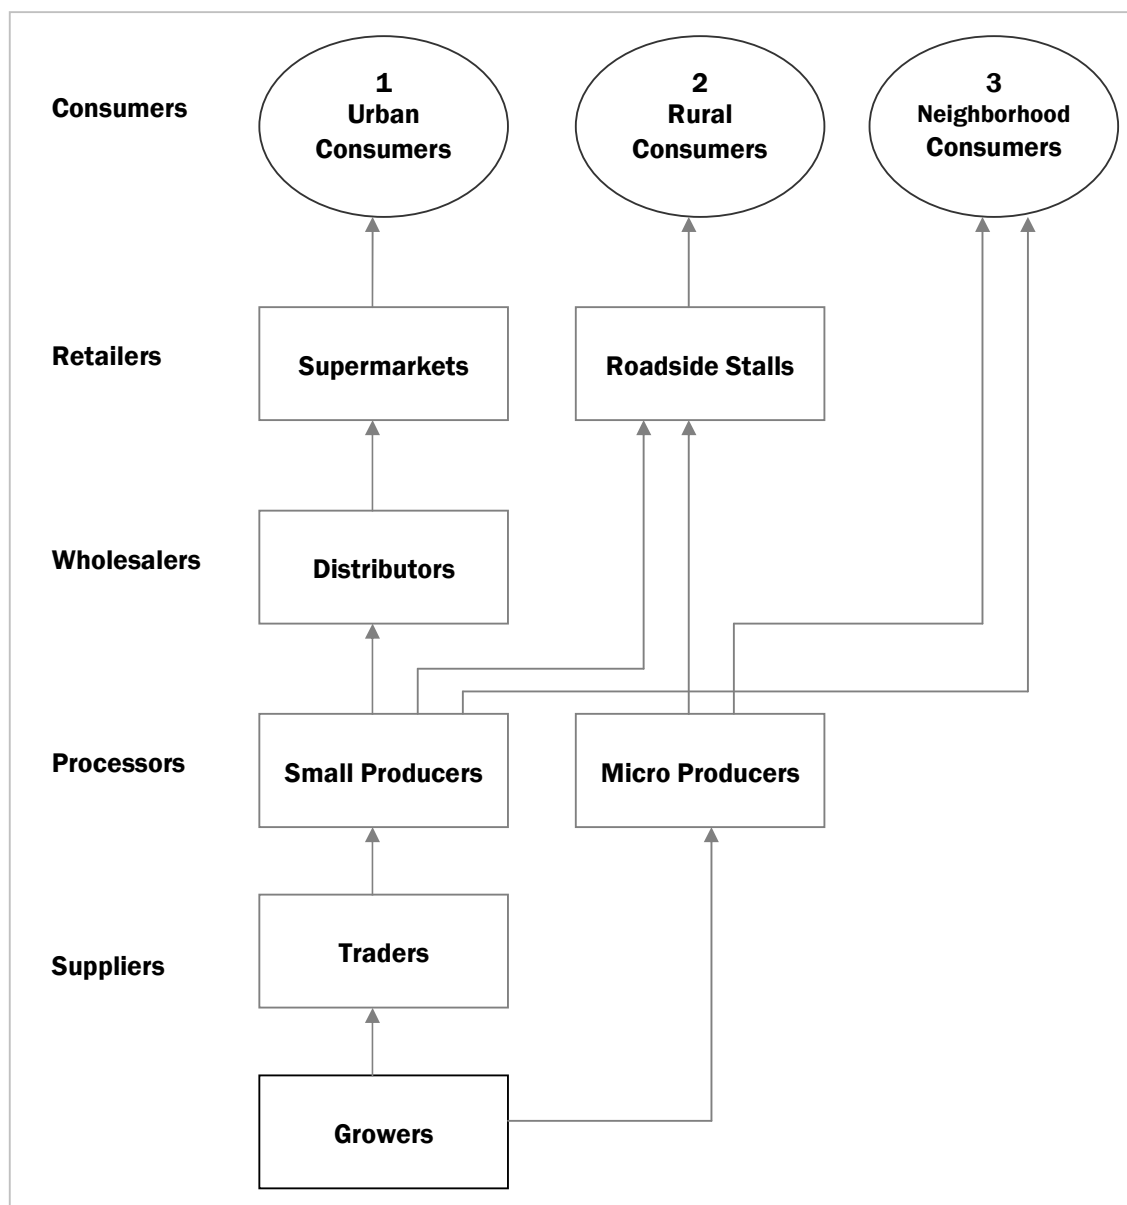 Consumers
1
Urban
Consumers
2
Rural
Consumers
3
Neighborhood
Consumers
Retailers
Supermarkets
Roadside Stalls
Wholesalers
Distributors
Processors
Small Producers
Micro Producers
Suppliers
Traders
Growers